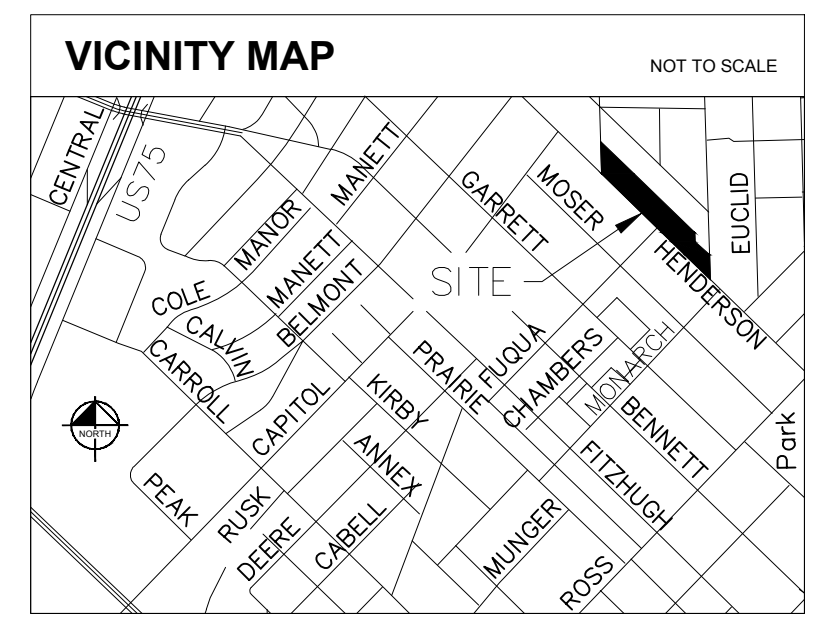 VICINITY MAP
NOT TO SCALE
CENTRAL
US75
MANETT
MANOR
MANETT
BELMONT
COLE
CALVIN
CARROLL
GARRETT
MOSER
EUCLID
HENDERSON
SITE
PRAIRIE
FUQUA
CHAMBERS
MONARCH
KIRBY
CAPITOL
ANNEX
BENNETT
FITZHUGH
Park
NORTH
PEAK
RUSK
DEERE
CABELL
MUNGER
ROSS